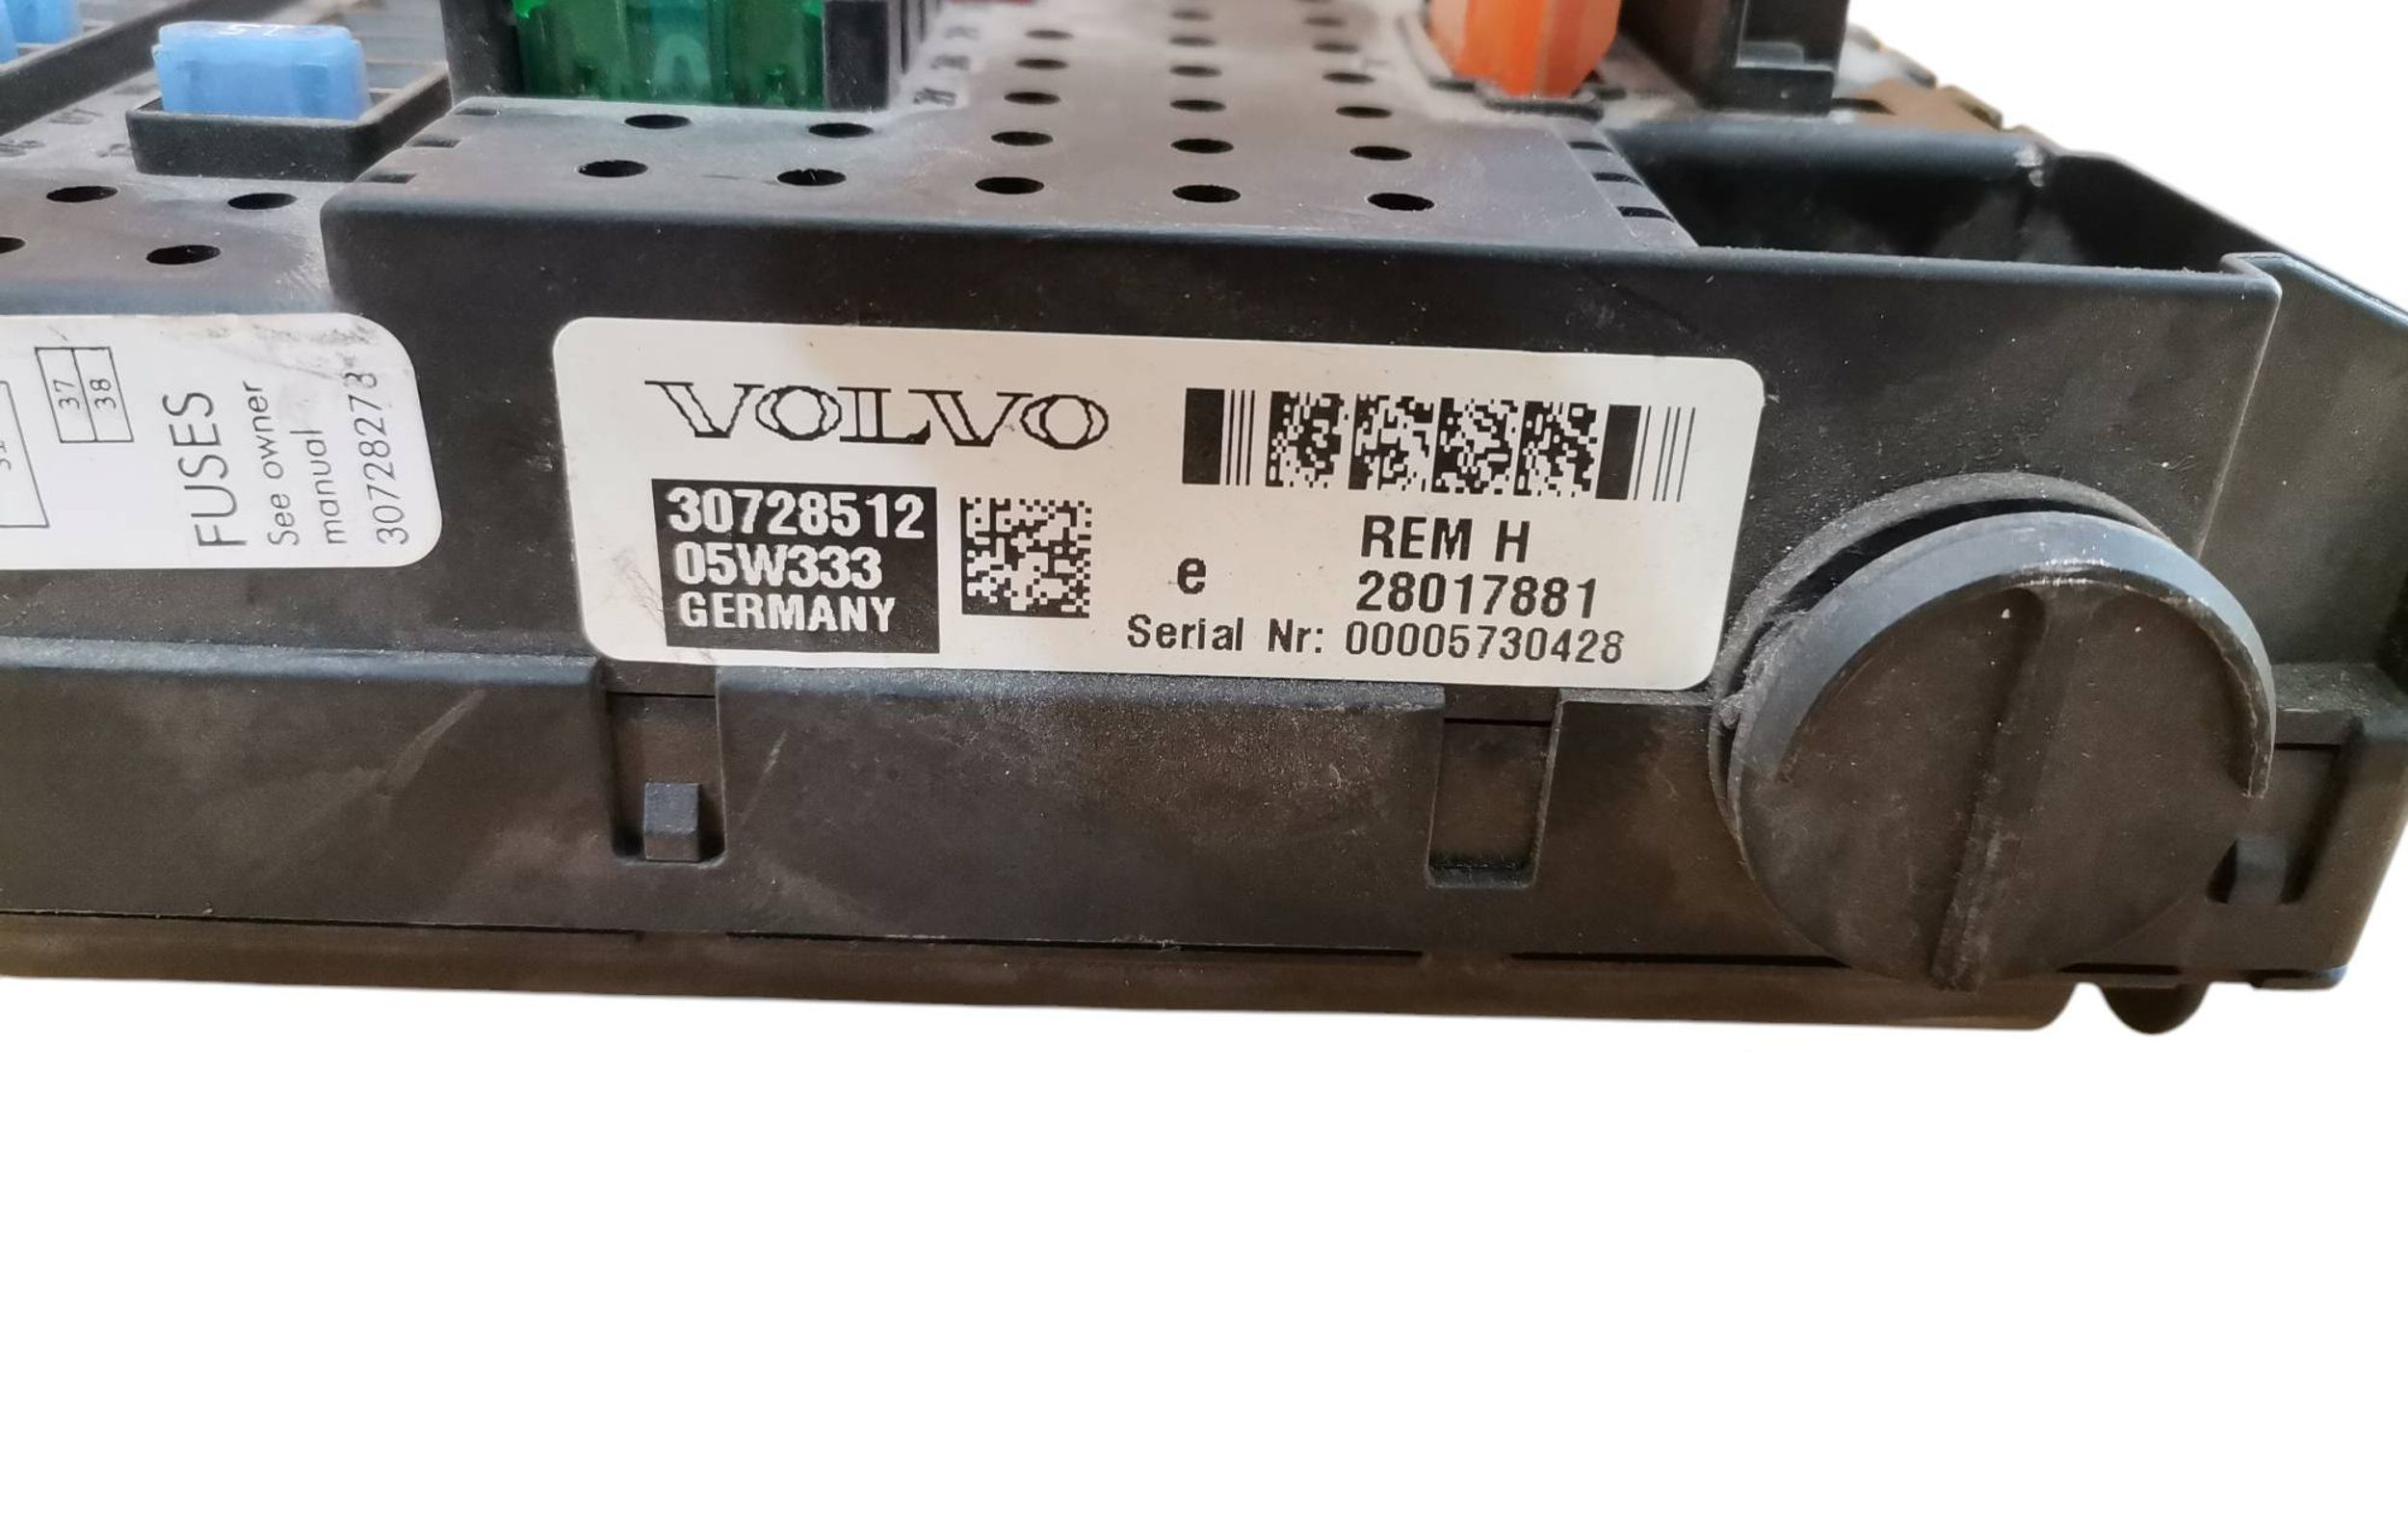 37
38
FUSES
See owner
manual
30728273
VOLVO
30728512
05W333
GERMANY
e
REM H
28017881
Serial Nr: 00005730428